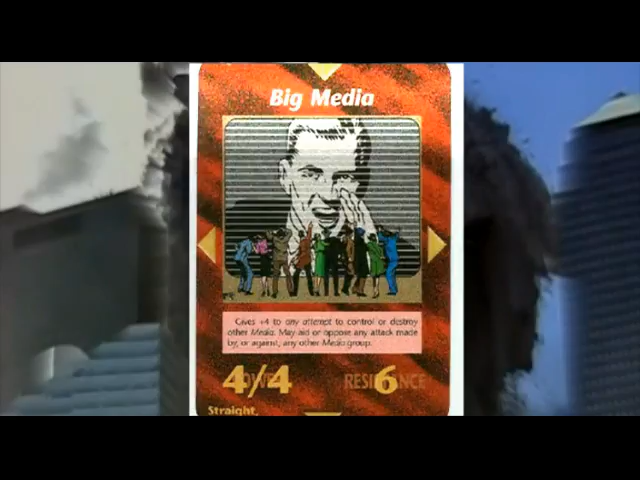 Big Media
Gives +4 to any attempt to control or destroy
other Media. May aid or oppose any attack made
by, or against, any other Media group.
4/4 POWER RESISTANCE 6
Straight,